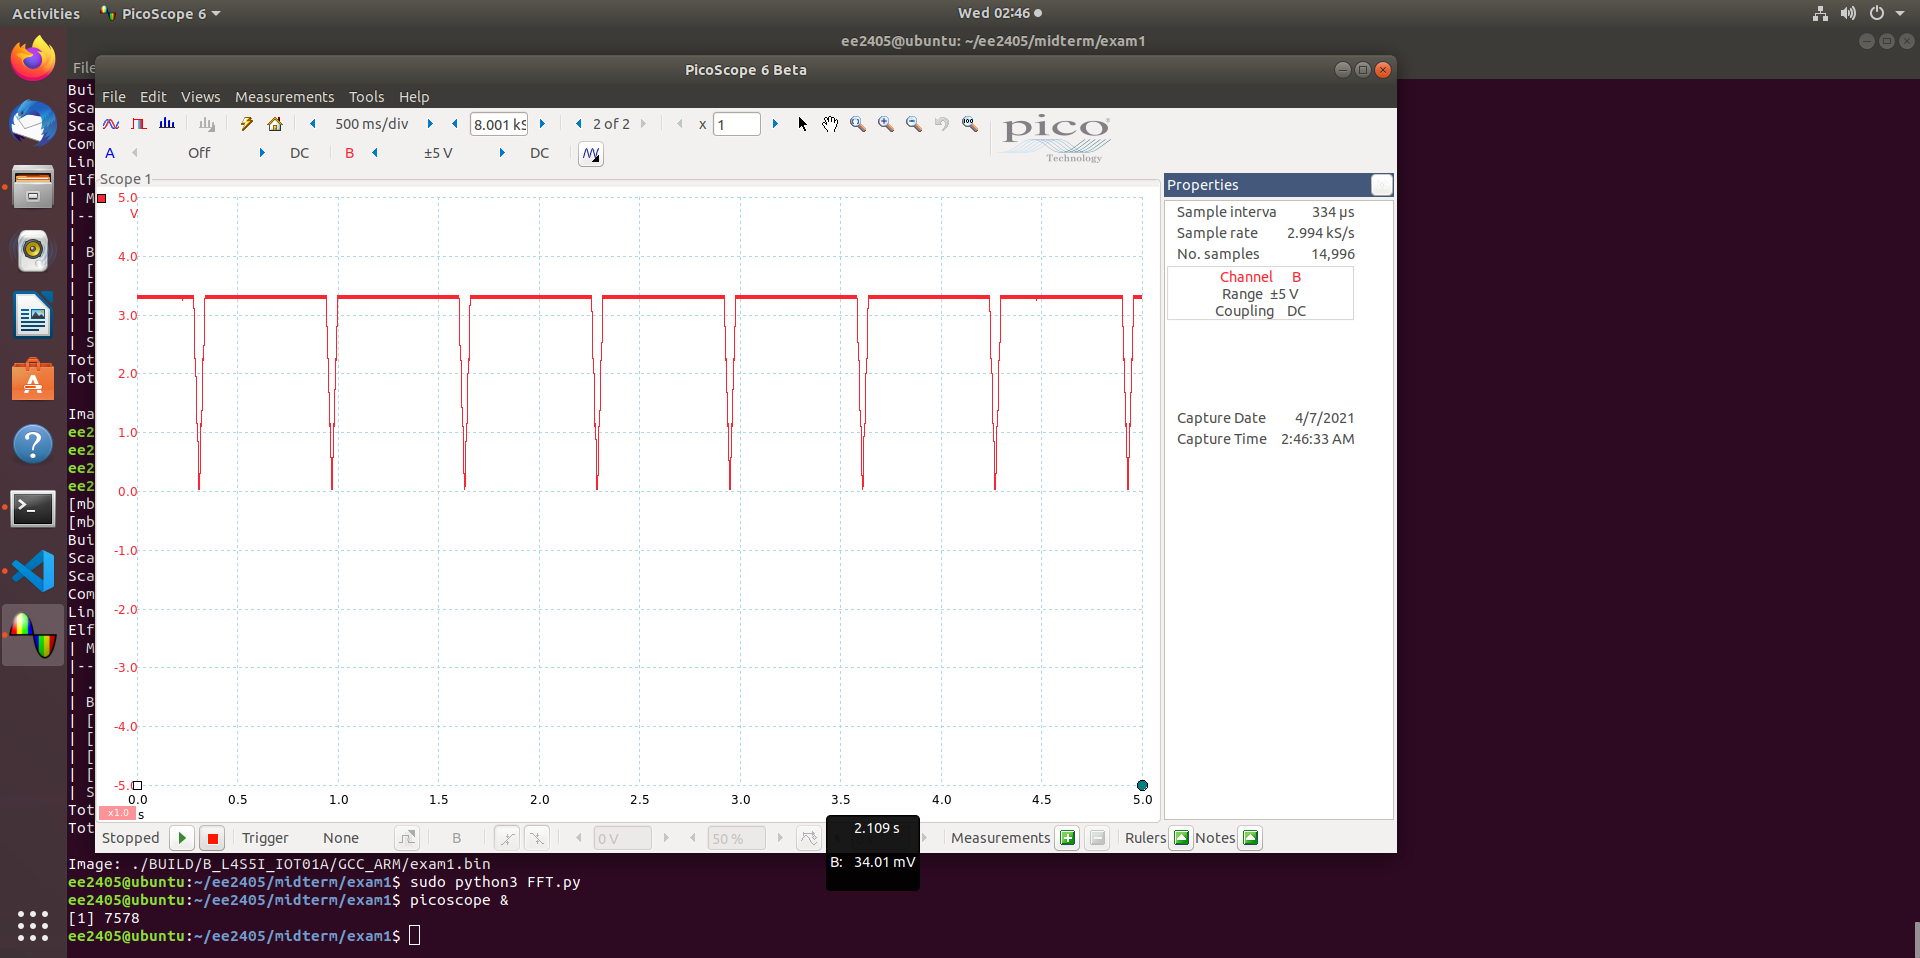 Activities PicoScope 6 Wed 02:46
ee2405@ubuntu: ~/ee2405/midterm/exam1
File
PicoScope 6 Beta
File Edit Views Measurements Tools Help
500 ms/div 8.001 kS 2 of 2 x 1 pico Technology
A Off DC B ±5 V DC
Scope 1
Properties
Sample interva 334 µs
Sample rate 2.994 kS/s
No. samples 14,996
Channel B
Range ±5 V
Coupling DC
Capture Date 4/7/2021
Capture Time 2:46:33 AM
5.0
V
4.0
3.0
2.0
1.0
0.0
-1.0
-2.0
-3.0
-4.0
-5.0
0.0 0.5 1.0 1.5 2.0 2.5 3.0 3.5 4.0 4.5 5.0
x1.0 s
Stopped Trigger None B 0 V 50 % Measurements Rulers Notes
2.109 s
B: 34.01 mV
Bui
Sca
Sca
Com
Lin
Elf
| M
|--
| .
| B
| [
| [
| [
| [
| S
Tot
Tot
Ima
ee2
ee2
ee2
ee2
[mb
[mb
Bui
Sca
Sca
Com
Lin
Elf
| M
|--
| .
| B
| [
| [
| [
| [
| S
Tot
Tot
Image: ./BUILD/B_L4S5I_IOT01A/GCC_ARM/exam1.bin
ee2405@ubuntu:~/ee2405/midterm/exam1$ sudo python3 FFT.py
ee2405@ubuntu:~/ee2405/midterm/exam1$ picoscope &
[1] 7578
ee2405@ubuntu:~/ee2405/midterm/exam1$